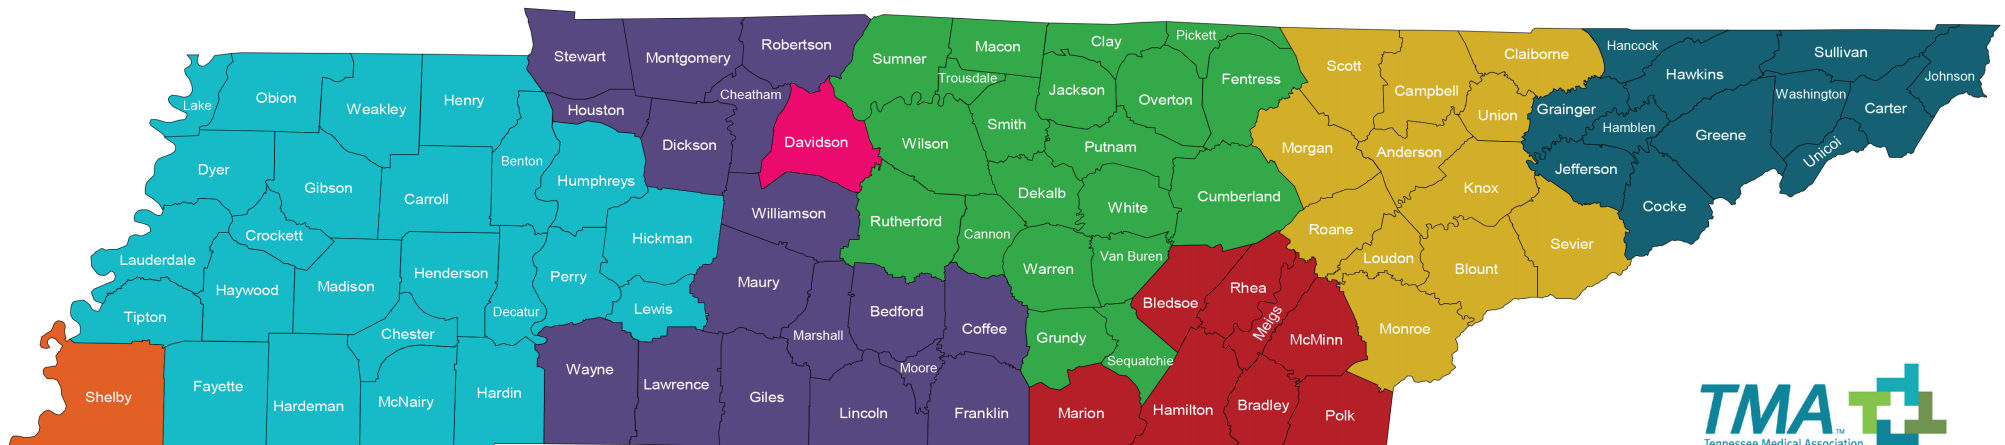 Stewart
Montgomery
Robertson
Sumner
Macon
Clay
Pickett
Scott
Claiborne
Hancock
Sullivan
Johnson
Lake
Obion
Weakley
Henry
Houston
Cheatham
Trousdale
Jackson
Overton
Fentress
Campbell
Union
Grainger
Hawkins
Washington
Carter
Dyer
Gibson
Carroll
Benton
Humphreys
Dickson
Davidson
Wilson
Smith
Putnam
Morgan
Anderson
Hamblen
Greene
Unicoi
Lauderdale
Crockett
Henderson
Hickman
Williamson
Rutherford
Cannon
Dekalb
White
Cumberland
Roane
Knox
Jefferson
Cocke
Tipton
Haywood
Madison
Decatur
Perry
Lewis
Maury
Bedford
Coffee
Warren
Van Buren
Bledsoe
Rhea
Meigs
Loudon
Blount
Sevier
Shelby
Fayette
Hardeman
Chester
McNairy
Hardin
Wayne
Lawrence
Giles
Marshall
Moore
Lincoln
Franklin
Grundy
Sequatchie
Marion
Hamilton
Bradley
McMinn
Polk
Monroe
TMA™
Tennessee Medical Association